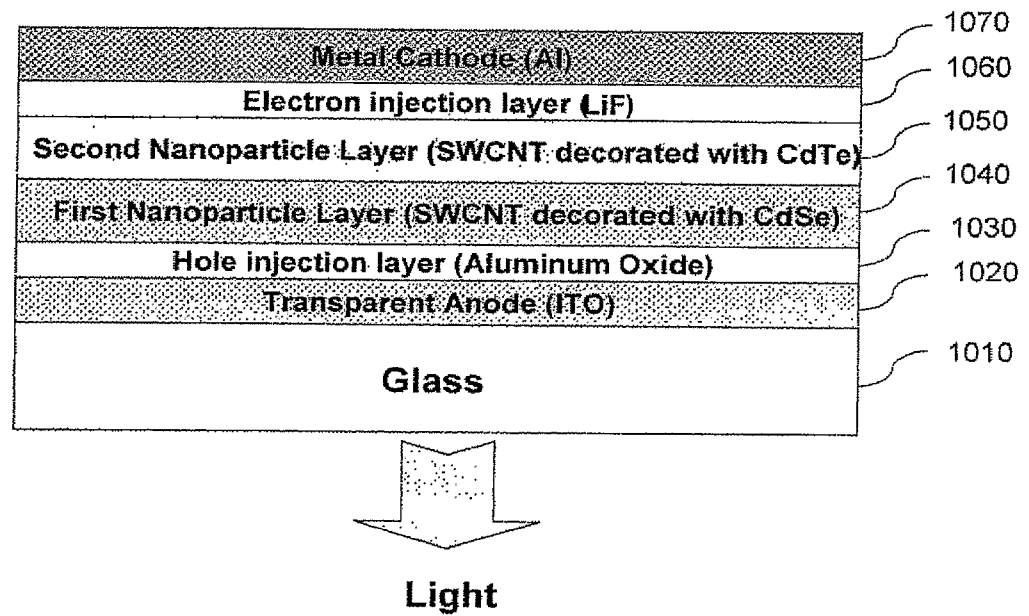 Metal Cathode (Al)
1070
Electron injection layer (LiF)
1060
Second Nanoparticle Layer (SWCNT decorated with CdTe)
1050
First Nanoparticle Layer (SWCNT decorated with CdSe)
1040
Hole injection layer (Aluminum Oxide)
1030
Transparent Anode (ITO)
1020
Glass
1010
Light